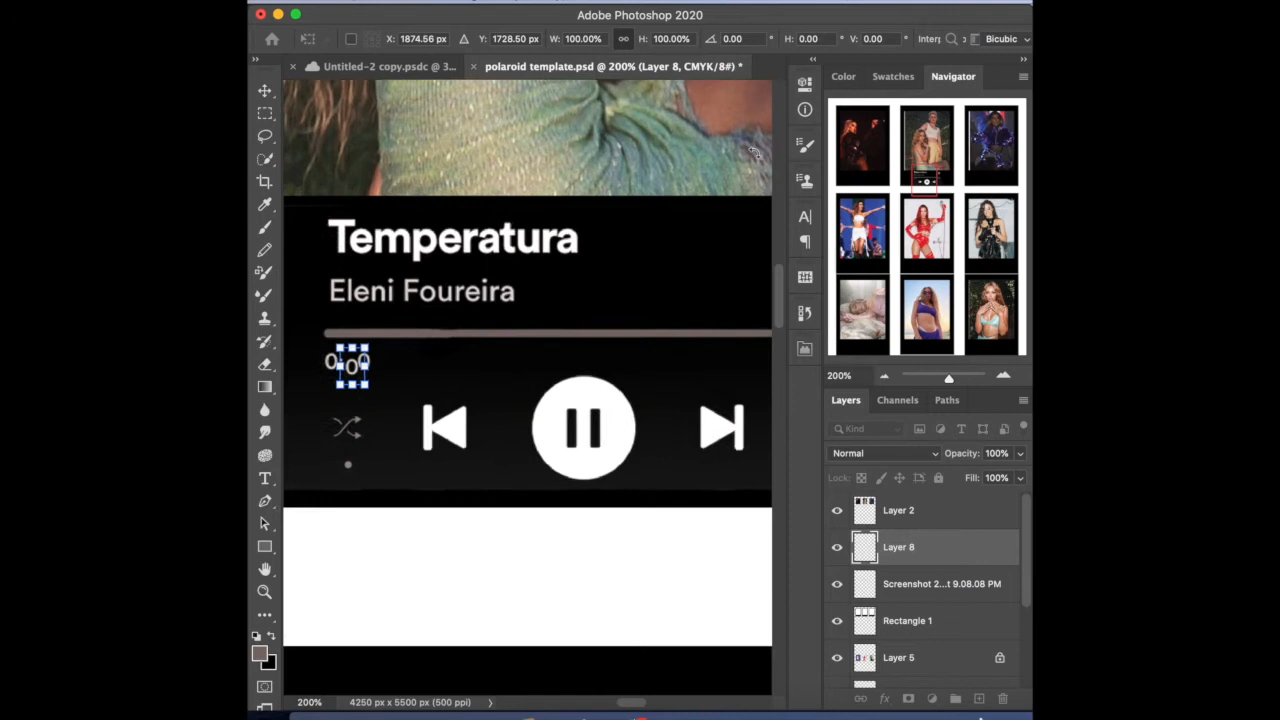 Adobe Photoshop 2020
X: 1874.56 px Y: 1728.50 px W: 100.00% H: 100.00% 0.00 ° H: 0.00 ° V: 0.00 ° Bicubic
Untitled-2 copy.psdc @ 3... polaroid template.psd @ 200% (Layer 8, CMYK/8#) *
Color Swatches Navigator
Temperatura
Eleni Foureira
200%
Layers Channels Paths
Kind
Normal Opacity: 100%
Lock: Fill: 100%
Layer 2
Layer 8
Screenshot 2...t 9.08.08 PM
Rectangle 1
Layer 5
200% 4250 px x 5500 px (500 ppi)